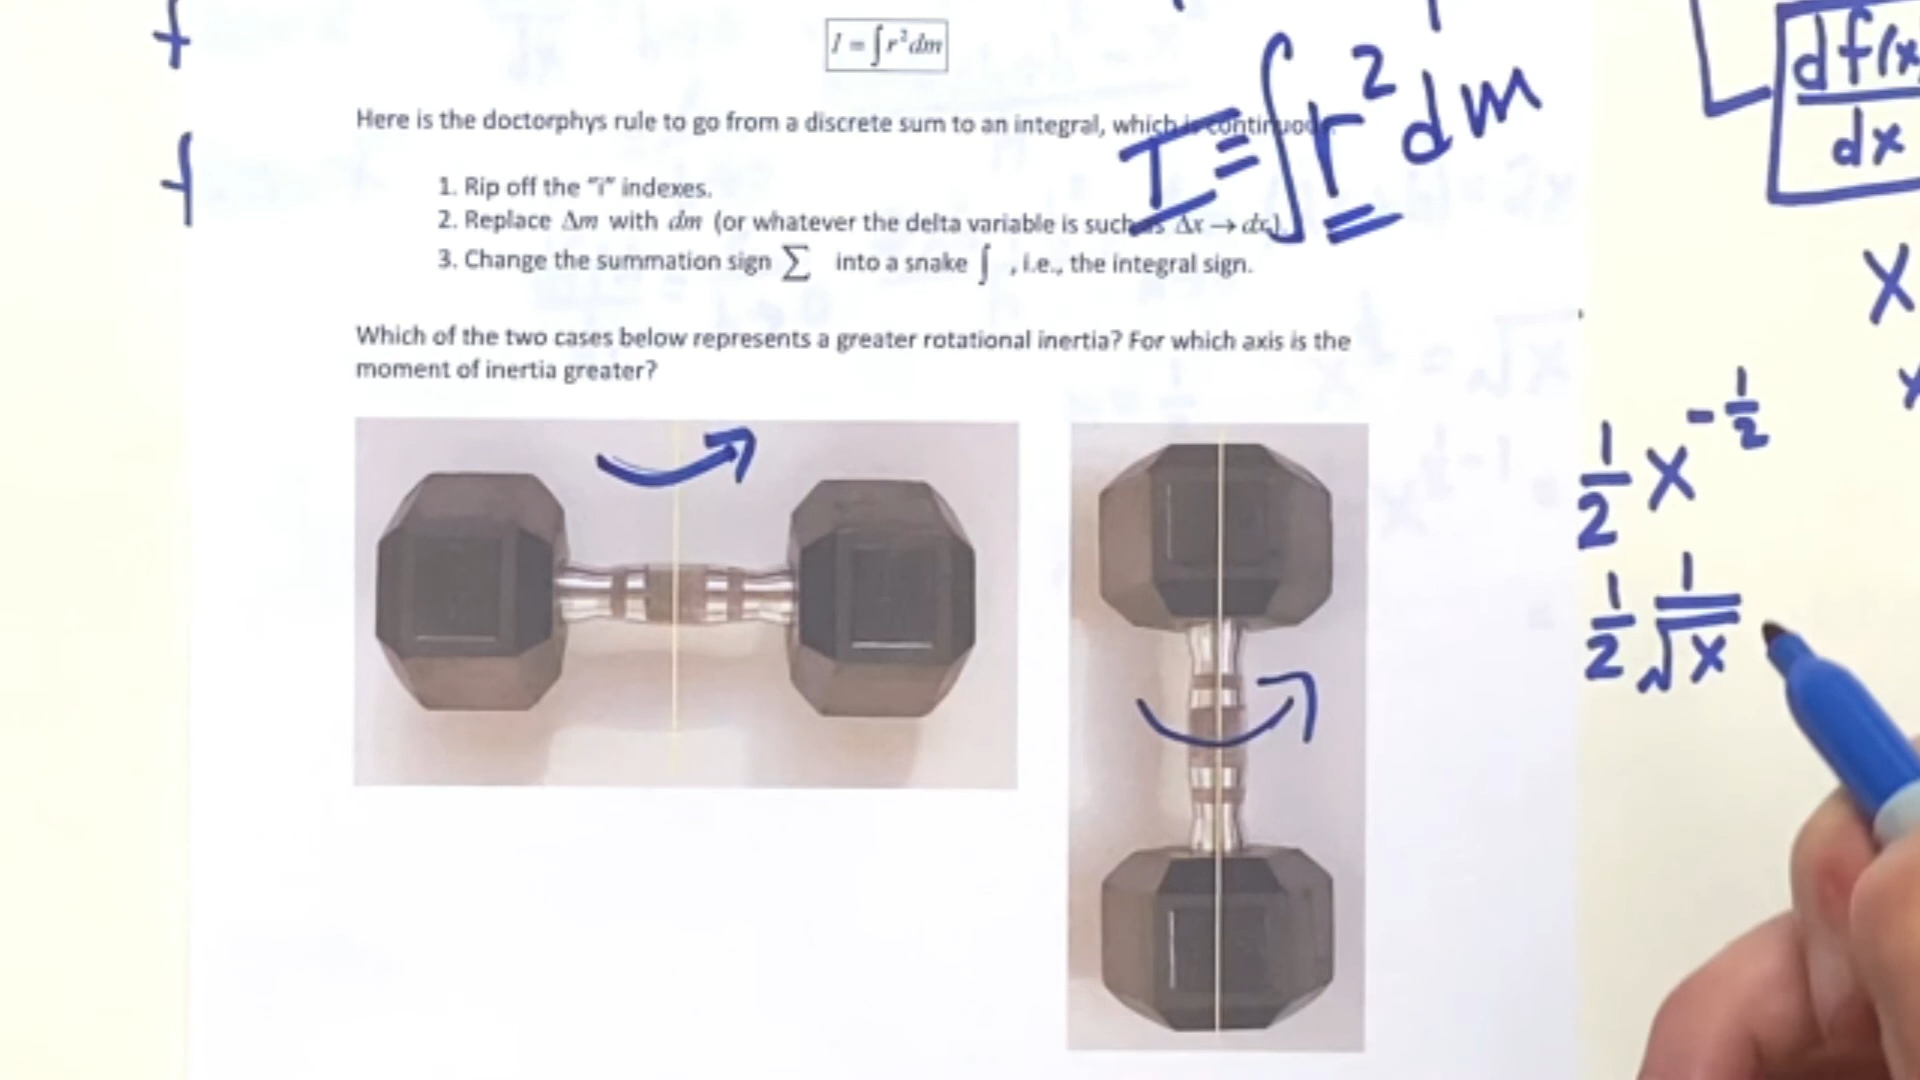 I = ∫r²dm
I = ∫r²dm
df(x
dx
Here is the doctorphys rule to go from a discrete sum to an integral, which is continuous.
1. Rip off the "i" indexes.
2. Replace Δm with dm (or whatever the delta variable is such as Δx → dx)
3. Change the summation sign ∑ into a snake ∫ , i.e., the integral sign.
Which of the two cases below represents a greater rotational inertia? For which axis is the
moment of inertia greater?
x
1/2 x^-1/2
1/2 1/√x